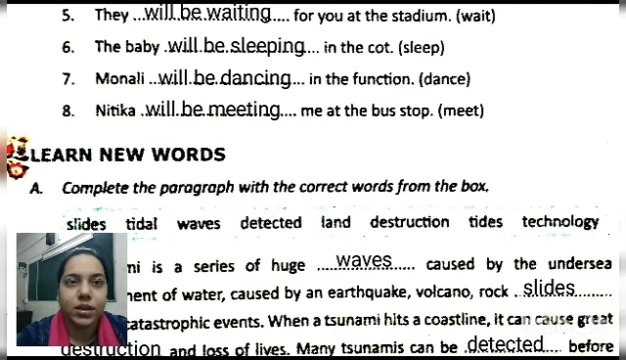 5. They ...will.be.waiting.... for you at the stadium. (wait)
6. The baby .will.be.sleeping.... in the cot. (sleep)
7. Monali ..will.be.dancing... in the function. (dance)
8. Nitika .will.be.meeting.... me at the bus stop. (meet)
LEARN NEW WORDS
A. Complete the paragraph with the correct words from the box.
slides tidal waves detected land destruction tides technology
mi is a series of huge ...waves... caused by the undersea
ment of water, caused by an earthquake, volcano, rock .slides.........
catastrophic events. When a tsunami hits a coastline, it can cause great
destruction and loss of lives. Many tsunamis can be ...detected.... before